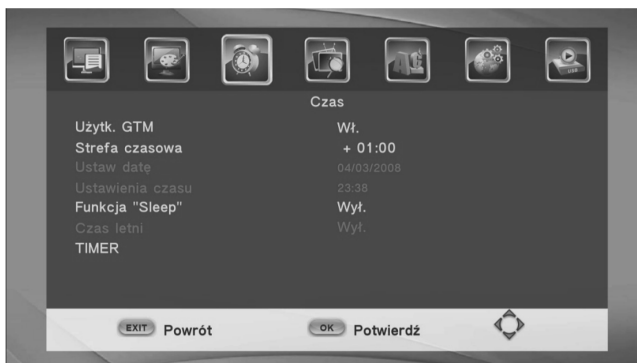 Czas
Użytk. GTM Wł.
Strefa czasowa + 01:00
Ustaw datę 04/03/2008
Ustawienia czasu 23:38
Funkcja "Sleep" Wył.
Czas letni Wył.
TIMER
EXIT Powrót OK Potwierdź